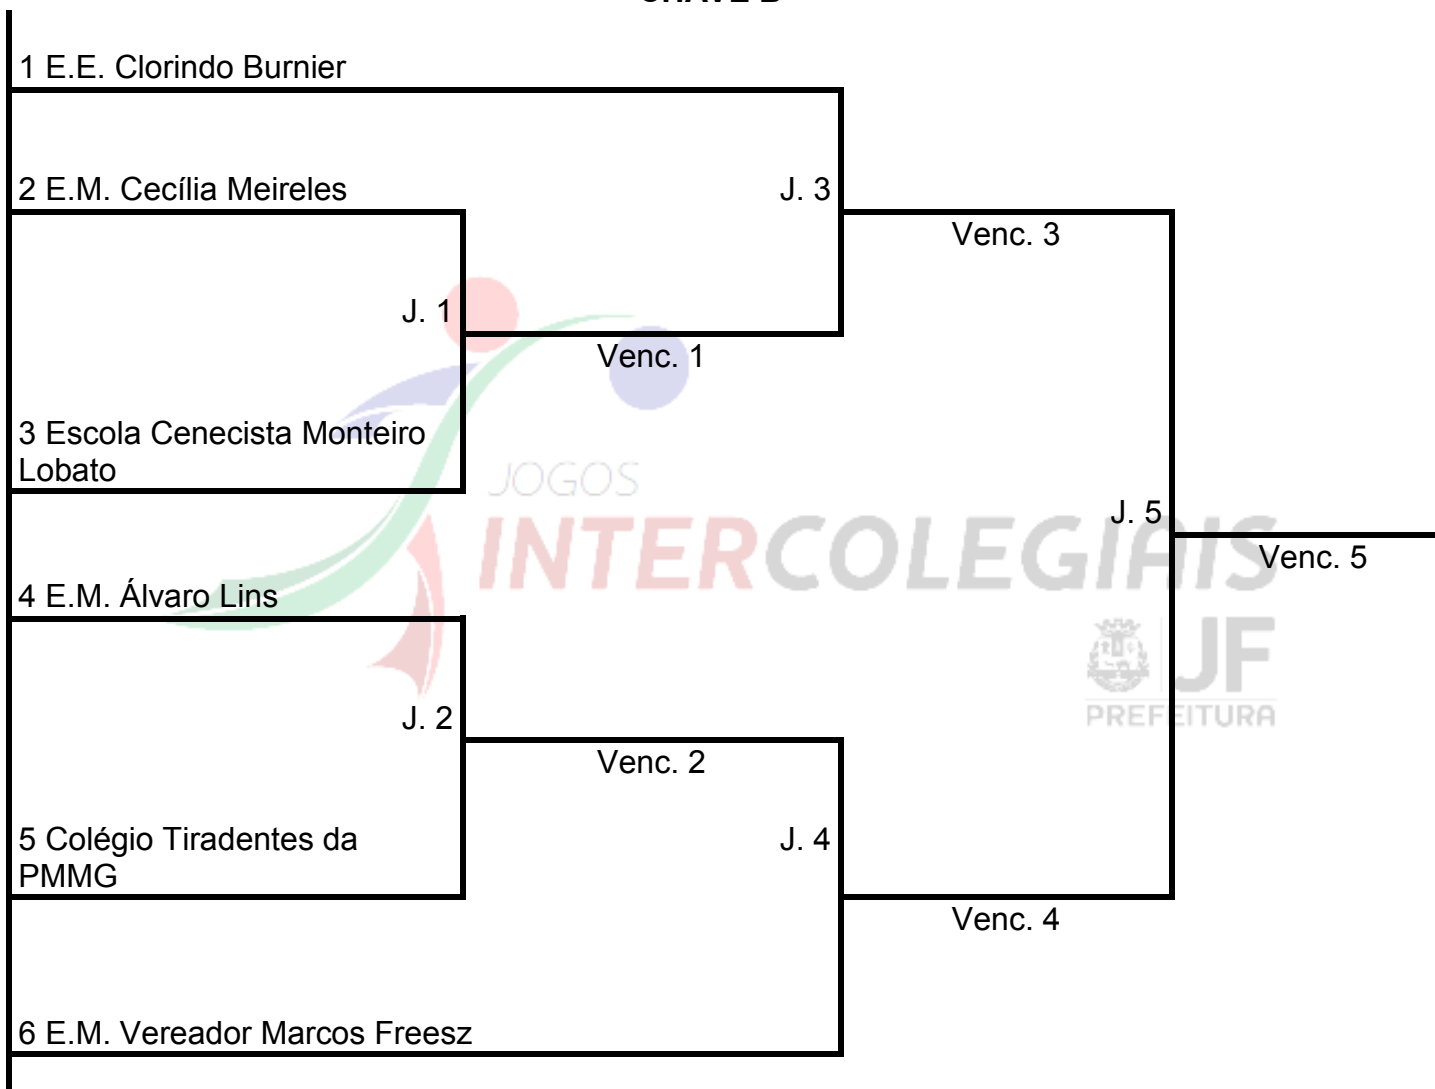 CHAVE B
1 E.E. Clorindo Burnier
2 E.M. Cecília Meireles
J. 3
Venc. 3
J. 1
Venc. 1
3 Escola Cenecista Monteiro
Lobato
JOGOS
INTERCOLEGIAIS
J. 5
Venc. 5
4 E.M. Álvaro Lins
JF
PREFEITURA
J. 2
Venc. 2
5 Colégio Tiradentes da
PMMG
J. 4
Venc. 4
6 E.M. Vereador Marcos Freesz